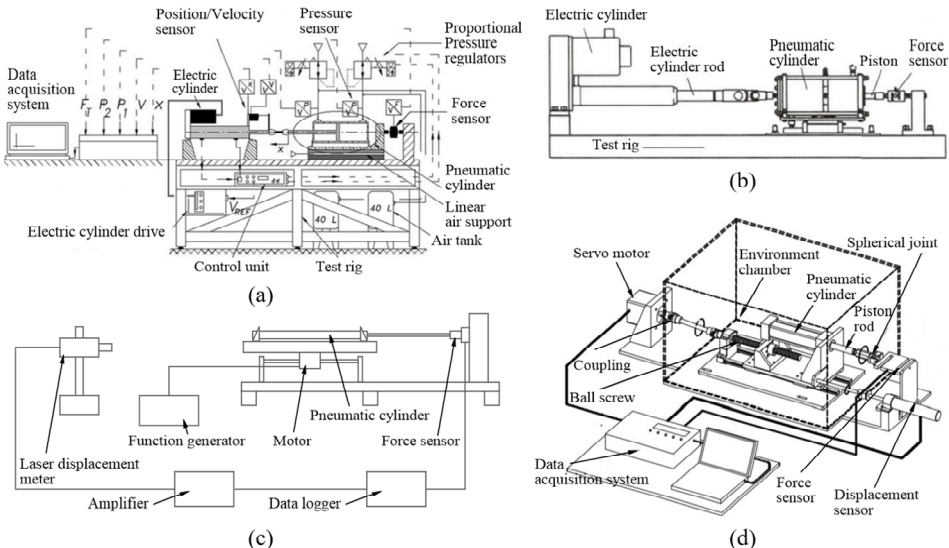 Position/Velocity
sensor
Pressure
sensor
Proportional
Pressure
regulators
Data
acquisition
system
Electric
cylinder
F_T P_2 P_1 V x
Force
sensor
x
Pneumatic
cylinder
Linear
air support
Air tank
V_REF
40 L
40 L
Electric cylinder drive
Control unit
Test rig
(a)
Electric cylinder
Electric
cylinder rod
Pneumatic
cylinder
Piston
Force
sensor
Test rig
(b)
Pneumatic cylinder
Function generator
Motor
Force sensor
Laser displacement
meter
Amplifier
Data logger
(c)
Servo motor
Environment
chamber
Spherical joint
Pneumatic
cylinder
Piston
rod
Coupling
Ball screw
Data
acquisition system
Force
sensor
Displacement
sensor
(d)